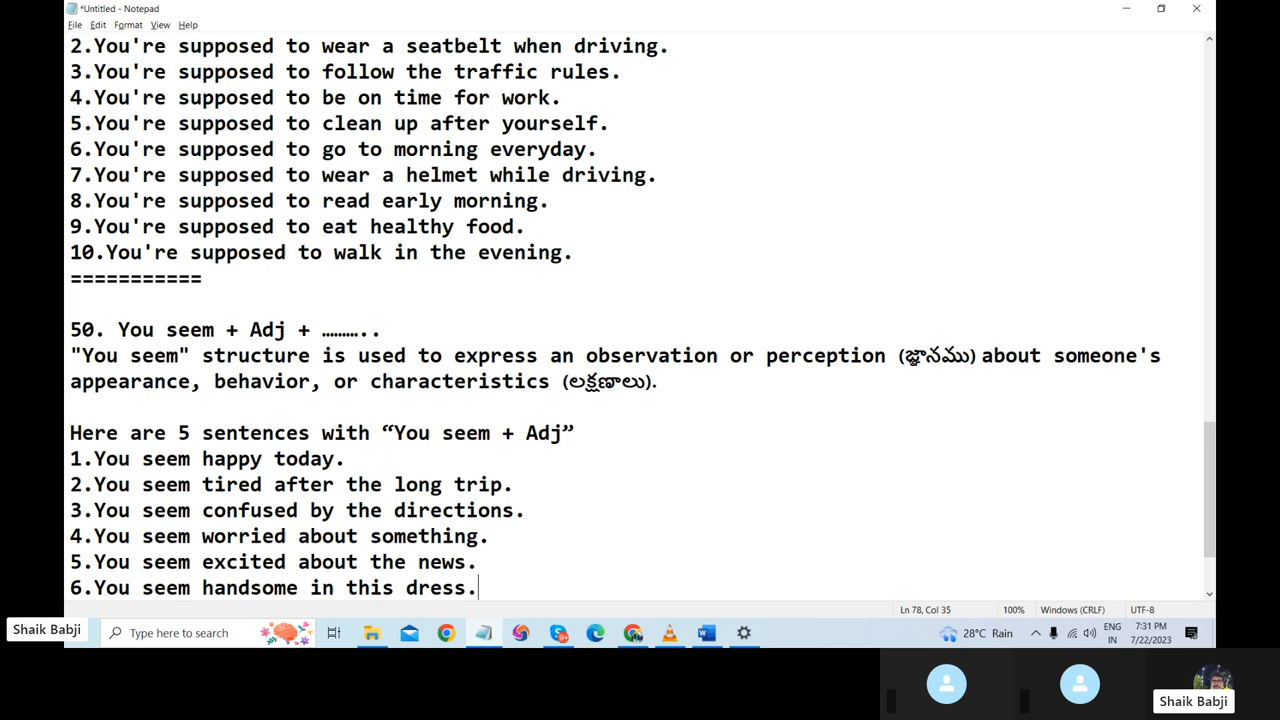 *Untitled - Notepad
File Edit Format View Help
2.You're supposed to wear a seatbelt when driving.
3.You're supposed to follow the traffic rules.
4.You're supposed to be on time for work.
5.You're supposed to clean up after yourself.
6.You're supposed to go to morning everyday.
7.You're supposed to wear a helmet while driving.
8.You're supposed to read early morning.
9.You're supposed to eat healthy food.
10.You're supposed to walk in the evening.
===========
50. You seem + Adj + ………..
"You seem" structure is used to express an observation or perception (జ్ఞానము) about someone's
appearance, behavior, or characteristics (లక్షణాలు).
Here are 5 sentences with “You seem + Adj”
1.You seem happy today.
2.You seem tired after the long trip.
3.You seem confused by the directions.
4.You seem worried about something.
5.You seem excited about the news.
6.You seem handsome in this dress.
Ln 78, Col 35 100% Windows (CRLF) UTF-8
Shaik Babji
Type here to search
28°C Rain
ENG
IN
7:31 PM
7/22/2023
Shaik Babji